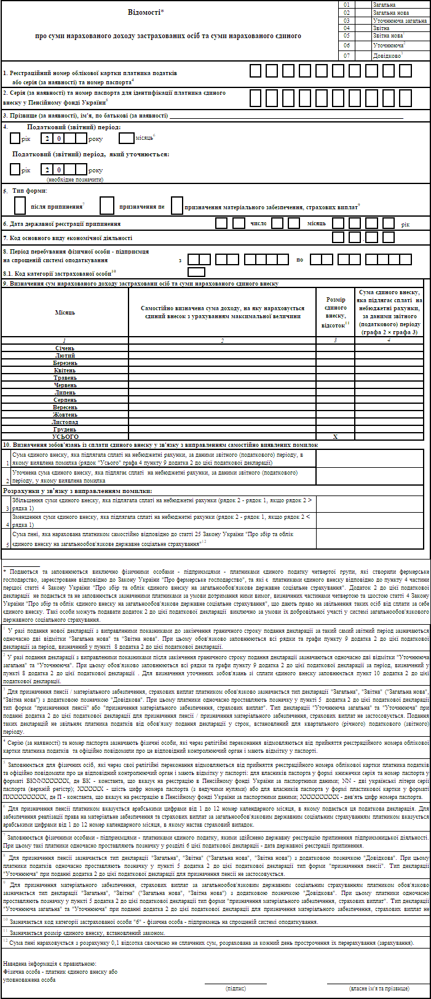 Відомості*
про суми нарахованого доходу застрахованих осіб та суми нарахованого єдиного
01 Загальна
02 Загальна нова
03 Уточнююча загальна
04 Звітна
05 Звітна нова1
06 Уточнююча2
07 Довідково3
1. Реєстраційний номер облікової картки платника податків
або серія (за наявності) та номер паспорта4
2. Серія (за наявності) та номер паспорта для ідентифікації платника єдиного
внеску у Пенсійному фонді України5
3. Прізвище (за наявності), ім'я, по батькові (за наявності)
4. Податковий (звітний) період:
рік 2 0 року місяць6
Податковий (звітний) період, який уточнюється:
рік 2 0 року
(необхідне позначити)
5. Тип форми:
після припинення7 призначення пе призначення матеріального забезпечення, страхових виплат9
6. Дата державної реєстрації припинення число місяць рік
7. Код основного виду економічної діяльності .
8. Період перебування фізичної особи - підприємця
на спрощеній системі оподаткування з по
8.1. Код категорії застрахованої особи10
9. Визначення сум нарахованого доходу застраховани осіб та суми нарахованого єдиного внеску
Місяць
Самостійно визначена сума доходу, на яку нараховується
єдиний внесок з урахуванням максимальної величини
Розмір
єдиного
внеску,
відсоток11
Сума єдиного внеску,
яка підлягає сплаті на
небюджетні рахунки,
за даними звітного
(податкового) періоду
(графа 2 × графа 3)
1 2 3 4
Січень
Лютий
Березень
Квітень
Травень
Червень
Липень
Серпень
Вересень
Жовтень
Листопад
Грудень
УСЬОГО X
10. Визначення зобов'язань із сплати єдиного внеску у зв'язку з виправленням самостійно виявлених помилок
1 Сума єдиного внеску, яка підлягала сплаті на небюджетні рахунки, за даними звітного (податкового) періоду, в
якому виявлена помилка (рядок "Усього" графа 4 пункту 9 додатка 2 до цієї податкової декларації)
2 Уточнена сума єдиного внеску, яка підлягає сплаті на небюджетні рахунки, за даними звітного (податкового)
періоду, у якому виявлена помилка
Розрахунки у зв'язку з виправленням помилки:
3 Збільшення суми єдиного внеску, яка підлягала сплаті на небюджетні рахунки (рядок 2 - рядок 1, якщо рядок 2 >
рядка 1)
4 Зменшення суми єдиного внеску, яка підлягала сплаті на небюджетні рахунки (рядок 2 - рядок 1, якщо рядок 2 <
рядка 1)
5 Сума пені, яка нарахована платником самостійно відповідно до статті 25 Закону України "Про збір та облік
єдиного внеску на загальнообов'язкове державне соціальне страхування"12
* Подаються та заповнюються виключно фізичними особами - підприємцями - платниками єдиного податку четвертої групи, які створили фермерське
господарство, зареєстроване відповідно до Закону України "Про фермерське господарство", та які є платниками єдиного внеску відповідно до пункту 4 частини
першої статті 4 Закону України "Про збір та облік єдиного внеску на загальнообов'язкове державне соціальне страхування". Додаток 2 до цієї податкової
декларації не подається та не заповнюється зазначеними платниками за умови дотримання ними вимог, визначених частинами четвертою та шостою статті 4 Закону
України "Про збір та облік єдиного внеску на загальнообов'язкове державне соціальне страхування", що дають право на звільнення таких осіб від сплати за себе
єдиного внеску. Такі особи можуть подавати додаток 2 до цієї податкової декларації виключно за умови їх добровільної участі у системі загальнообов'язкового
державного соціального страхування.
1 У разі подання нової декларації з виправленими показниками до закінчення граничного строку подання декларації за такий самий звітний період зазначаються
одночасно дві відмітки "Загальна нова" та "Звітна нова". При цьому обов'язково заповнюються всі рядки та графи пункту 9 додатка 2 до цієї податкової
декларації за період, визначений у пункті 8 додатка 2 до цієї податкової декларації.
2 У разі подання декларації з виправленими показниками після закінчення граничного строку подання декларації зазначаються одночасно дві відмітки "Уточнююча
загальна" та "Уточнююча". При цьому обов'язково заповнюються всі рядки та графи пункту 9 додатка 2 до цієї податкової декларації за період, визначений у
пункті 8 додатка 2 до цієї податкової декларації . Для визначення уточнених зобов'язань зі сплати єдиного внеску заповнюється пункт 10 додатка 2 до цієї
податкової декларації.
3 Для призначення пенсії / матеріального забезпечення, страхових виплат платником обов'язково зазначається тип декларації "Загальна", "Звітна" ("Загальна нова",
"Звітна нова") з додатковою позначкою "Довідкова". При цьому платники одночасно проставляють позначку у пункті 5 додатка 2 до цієї податкової декларації
тип форми "призначення пенсії" або "призначення матеріального забезпечення, страхових виплат". Тип декларації "Уточнююча загальна" та "Уточнююча" при
поданні додатка 2 до цієї податкової декларації для призначення пенсії / призначення матеріального забезпечення, страхових виплат не застосовується. Подання
таких декларацій не звільняє платника податків від обов'язку подання декларації у строк, встановлений для квартального (річного) податкового (звітного)
періоду.
4 Серію (за наявності) та номер паспорта зазначають фізичні особи, які через релігійні переконання відмовляються від прийняття реєстраційного номера облікової
картки платника податків та офіційно повідомили про це відповідний контролюючий орган і мають відмітку у паспорті.
5 Заповнюється для фізичних осіб, які через свої релігійні переконання відмовляються від прийняття реєстраційного номера облікової картки платника податків
та офіційно повідомили про це відповідний контролюючий орган і мають відмітку у паспорті: для власників паспорта у формі книжечки серія та номер паспорта у
форматі БКNNXXXXXX, де БК - константа, що вказує на реєстрацію в Пенсійному фонді України за паспортними даними; NN - дві українські літери серії
паспорта (верхній регістр); XXXXXX - шість цифр номера паспорта (з ведучими нулями) або для власників паспорта у формі пластикової картки у форматі
ПXXXXXXXXX, де П - константа, що вказує на реєстрацію в Пенсійному фонді України за паспортними даними; XXXXXXXXX - дев'ять цифр номера паспорта.
6 Для призначення пенсії платником вказується арабськими цифрами від 1 до 12 номер календарного місяця, в якому подається ця податкова декларація. Для
забезпечення реалізації права на матеріальне забезпечення та страхових виплат за загальнообов'язковим державним соціальним страхуванням платником вказується
арабськими цифрами від 1 до 12 номер календарного місяця, в якому настав страховий випадок.
7 Заповнюється фізичними особами - підприємцями - платниками єдиного податку, якими здійснено державну реєстрацію припинення підприємницької діяльності.
При цьому такі платники одночасно проставляють позначку у розділі 6 цієї податкової декларації - дата державної реєстрації припинення.
8 Для призначення пенсії зазначається тип декларації "Загальна", "Звітна" ("Загальна нова", "Звітна нова") з додатковою позначкою "Довідкова". При цьому
платники податків одночасно проставляють позначку у пункті 5 додатка 2 до цієї податкової декларації тип форми "призначення пенсії". Тип декларації
"Уточнююча" при поданні додатка 2 до цієї податкової декларації для призначення пенсії не застосовується.
9 Для призначення матеріального забезпечення, страхових виплат за загальнообов'язковим державним соціальним страхуванням платником обов'язково
зазначається тип декларації "Загальна", "Звітна" ("Загальна нова", "Звітна нова") з додатковою позначкою "Довідкова". При цьому платники одночасно
проставляють позначку у пункті 5 додатка 2 до цієї податкової декларації тип форми "призначення матеріального забезпечення, страхових виплат". Тип декларації
"Уточнююча загальна" та "Уточнююча" при поданні додатка 2 до цієї податкової декларації для призначення матеріального забезпечення, страхових виплат не
10 Зазначається код категорії застрахованої особи "6" - фізична особа - підприємець на спрощеній системі оподаткування.
11 Зазначається розмір єдиного внеску, встановлений законом.
12 Сума пені нараховується з розрахунку 0,1 відсотка своєчасно не сплачених сум, розрахована за кожний день прострочення їх перерахування (зарахування).
Наведена інформація є правильною:
Фізична особа - платник єдиного внеску або
уповноважена особа
(підпис) (власне ім'я та прізвище)